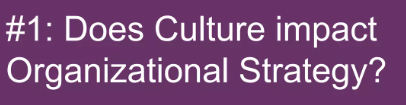 #1: Does Culture impact
Organizational Strategy?